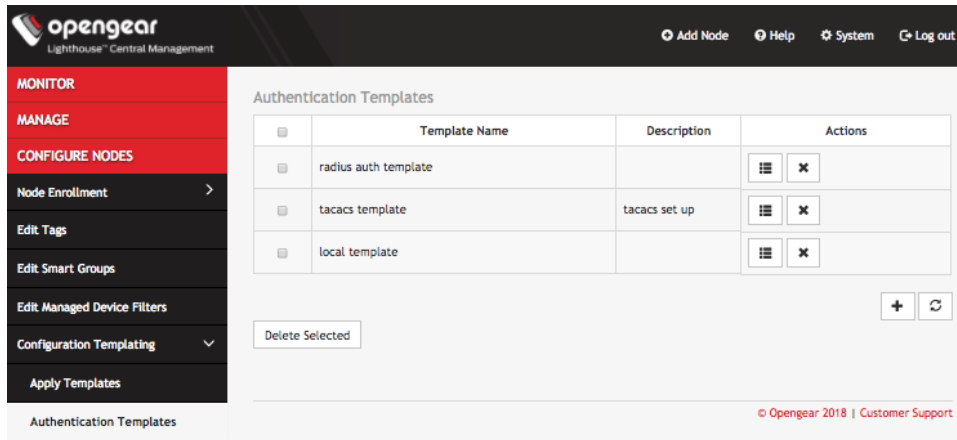 opengear
Lighthouse™ Central Management
Add Node
Help
System
Log out
MONITOR
MANAGE
CONFIGURE NODES
Node Enrollment
Edit Tags
Edit Smart Groups
Edit Managed Device Filters
Configuration Templating
Apply Templates
Authentication Templates
Authentication Templates
Template Name Description Actions
radius auth template
tacacs template tacacs set up
local template
Delete Selected
© Opengear 2018 | Customer Support